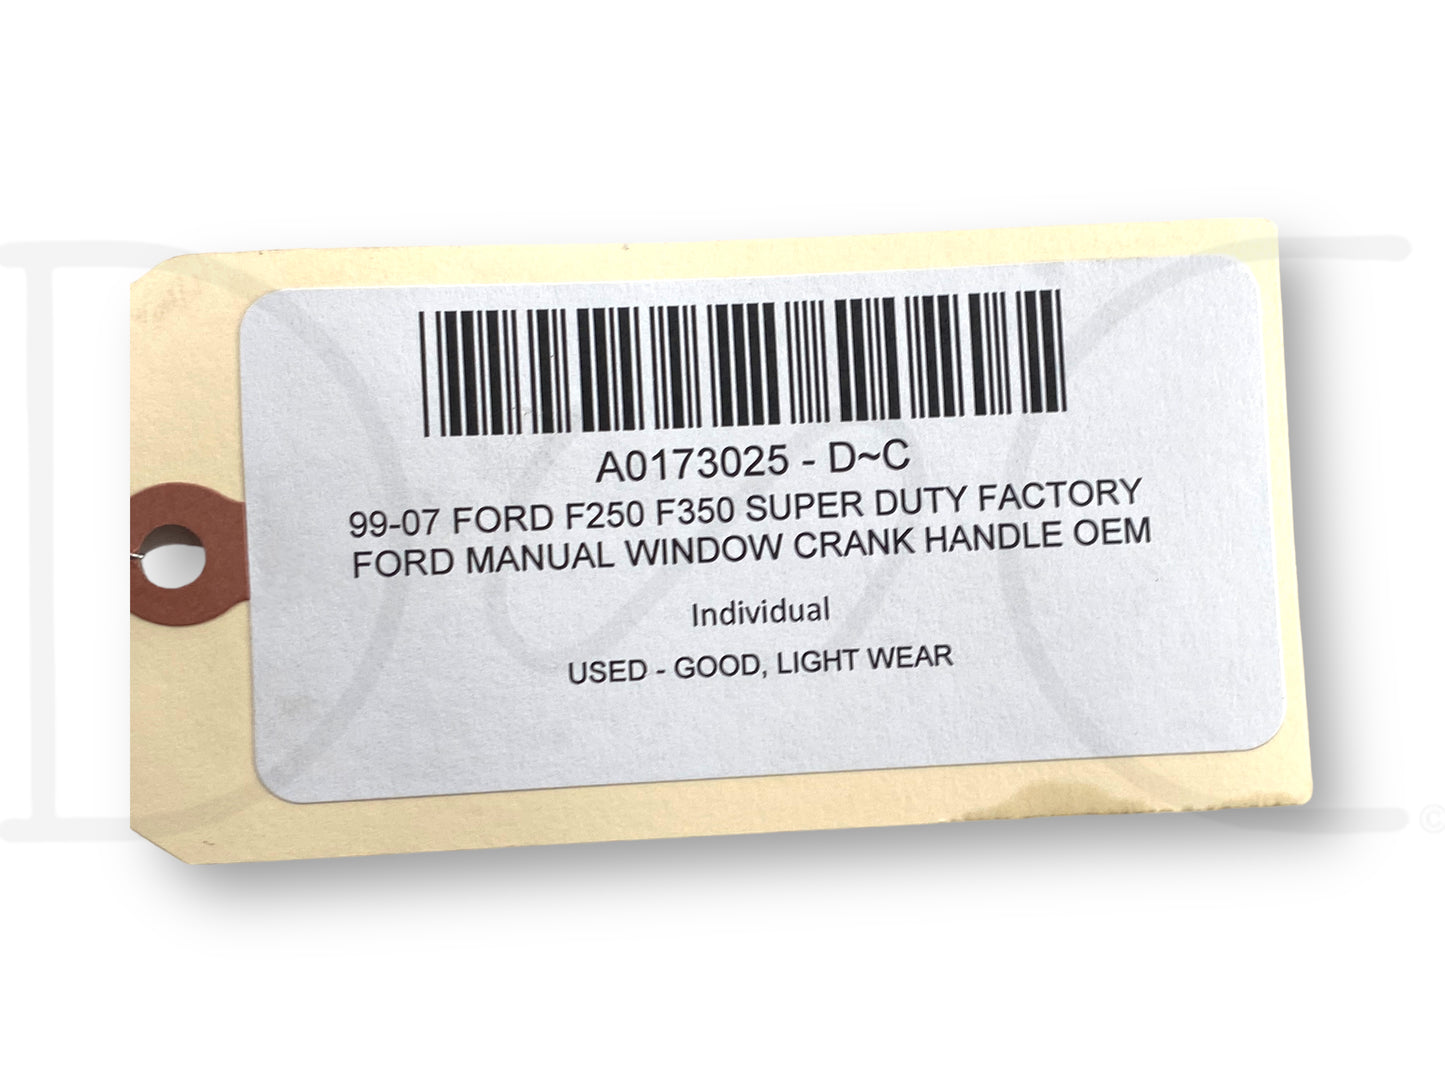 A0173025 - D~C
99-07 FORD F250 F350 SUPER DUTY FACTORY
FORD MANUAL WINDOW CRANK HANDLE OEM
Individual
USED - GOOD, LIGHT WEAR
D C ©